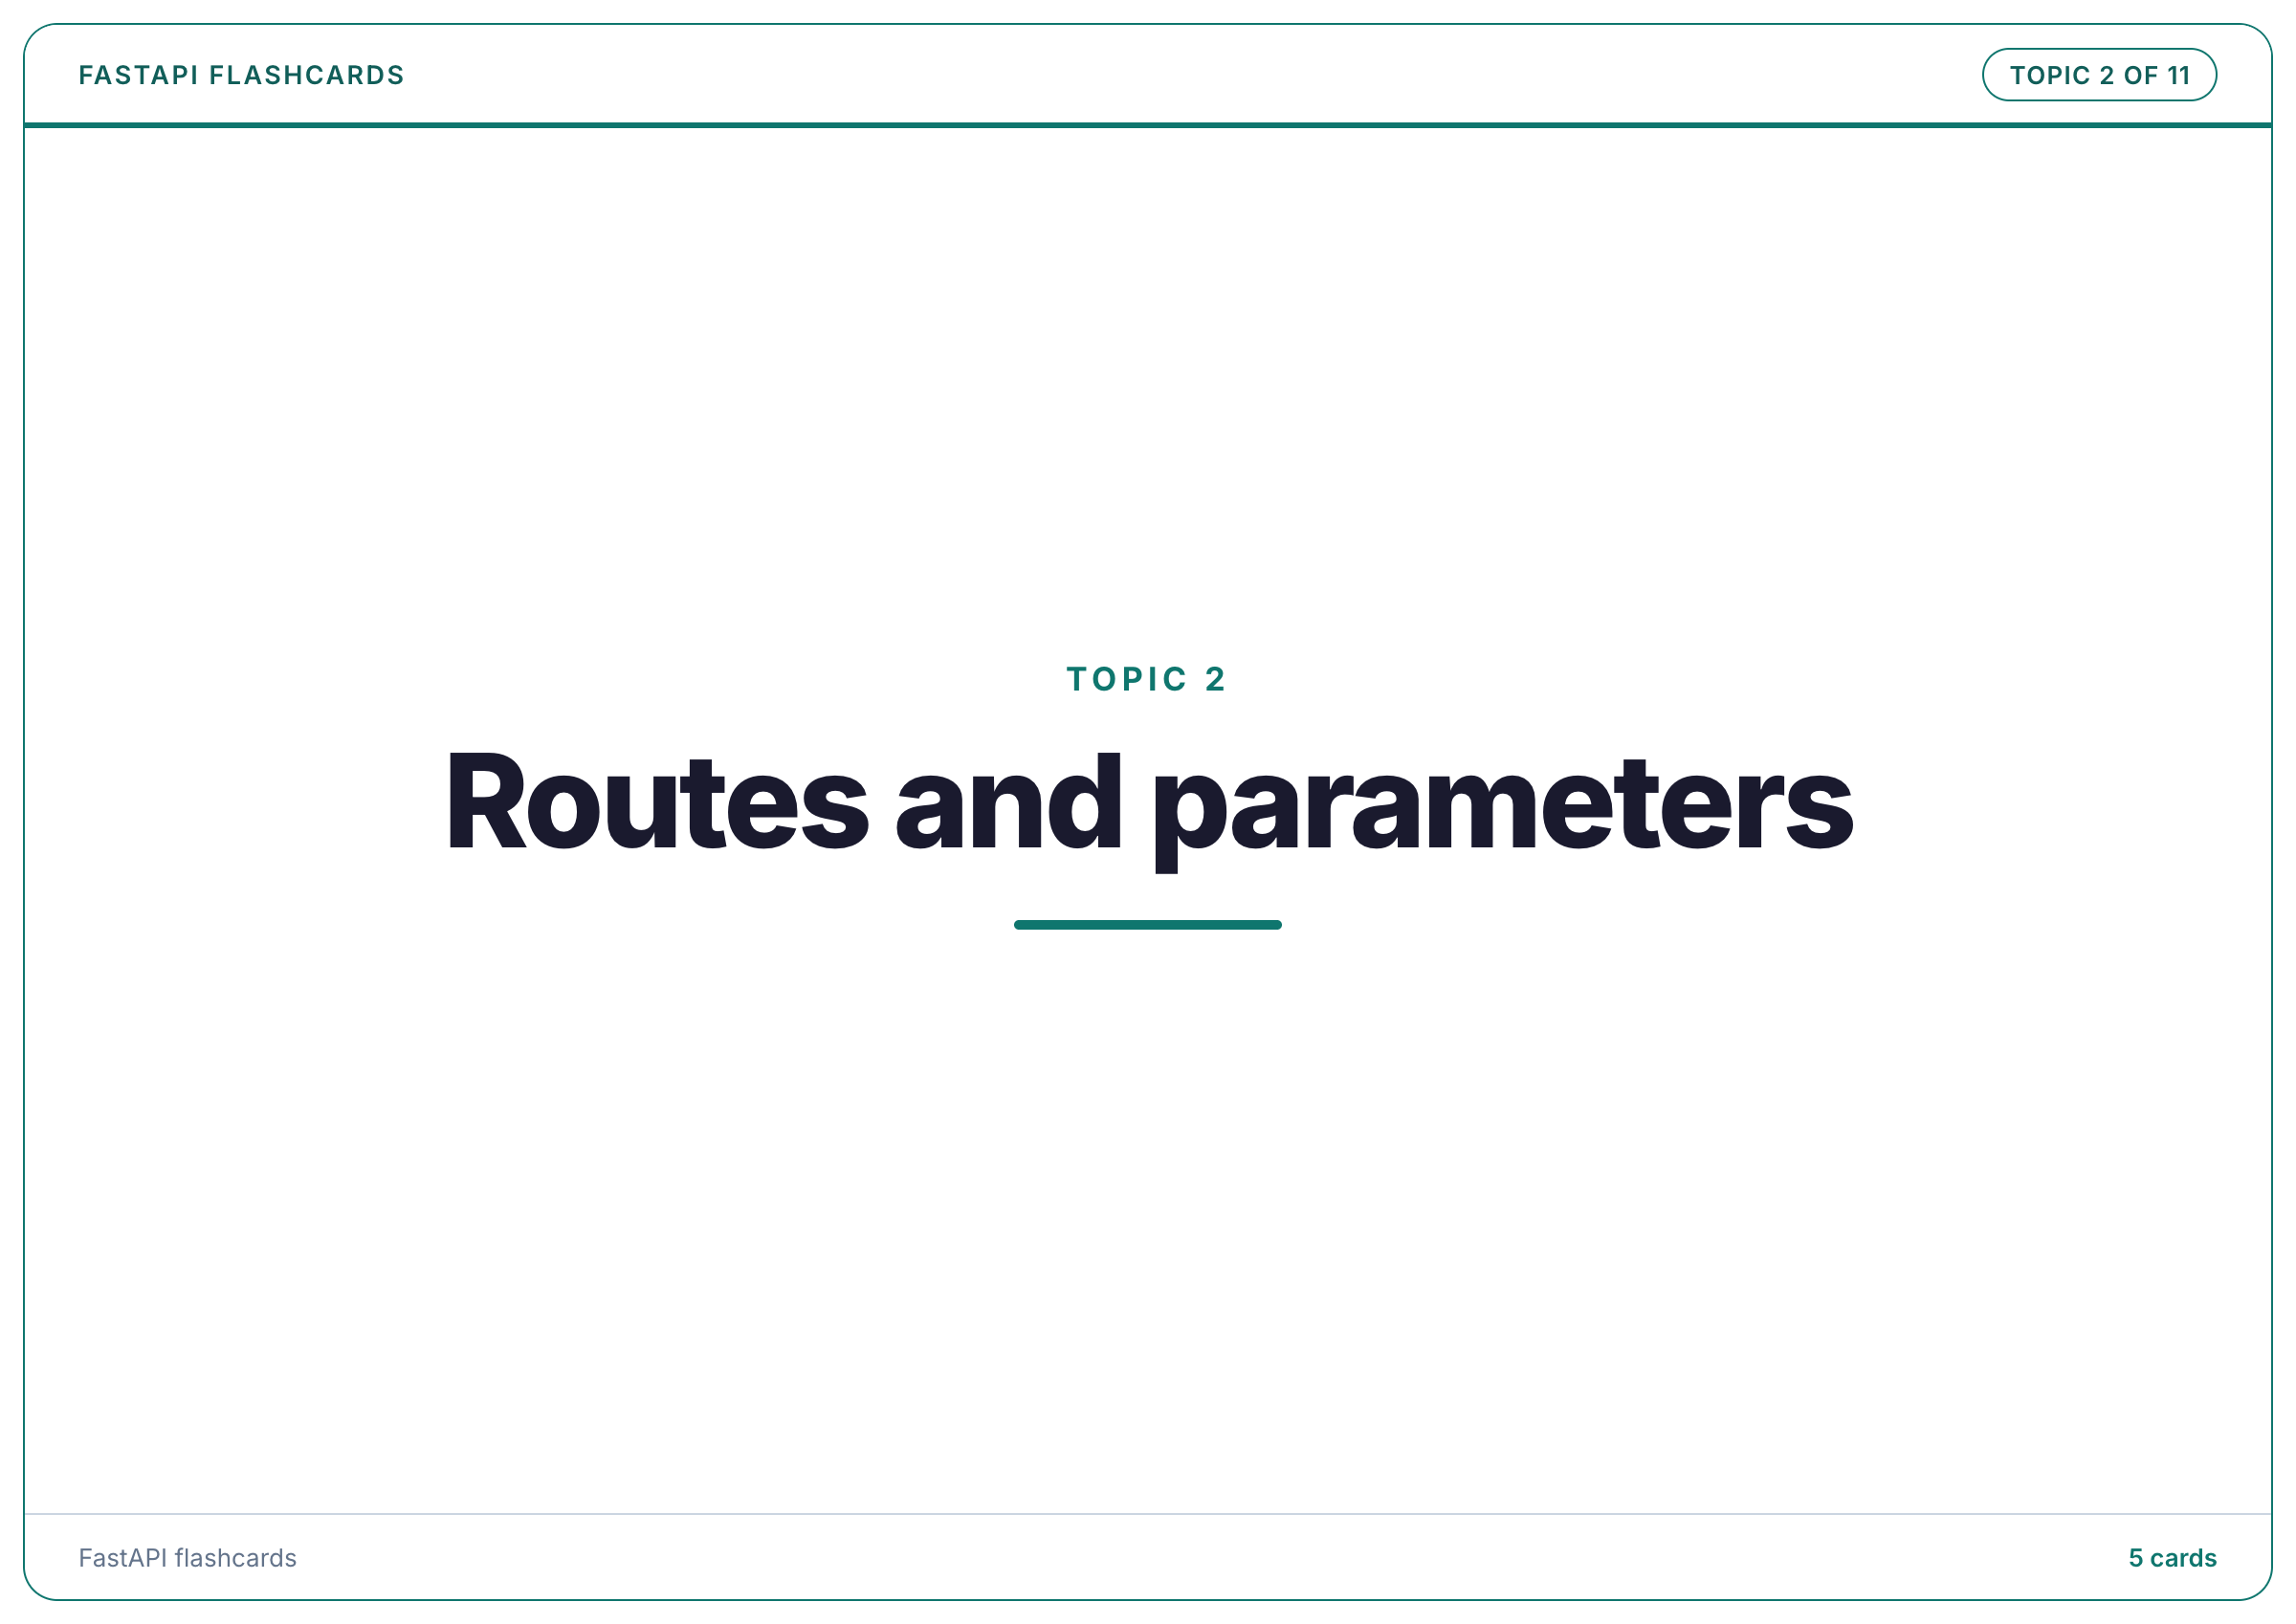 FASTAPI FLASHCARDS
TOPIC 2 OF 11
TOPIC 2
Routes and parameters
FastAPI flashcards
5 cards